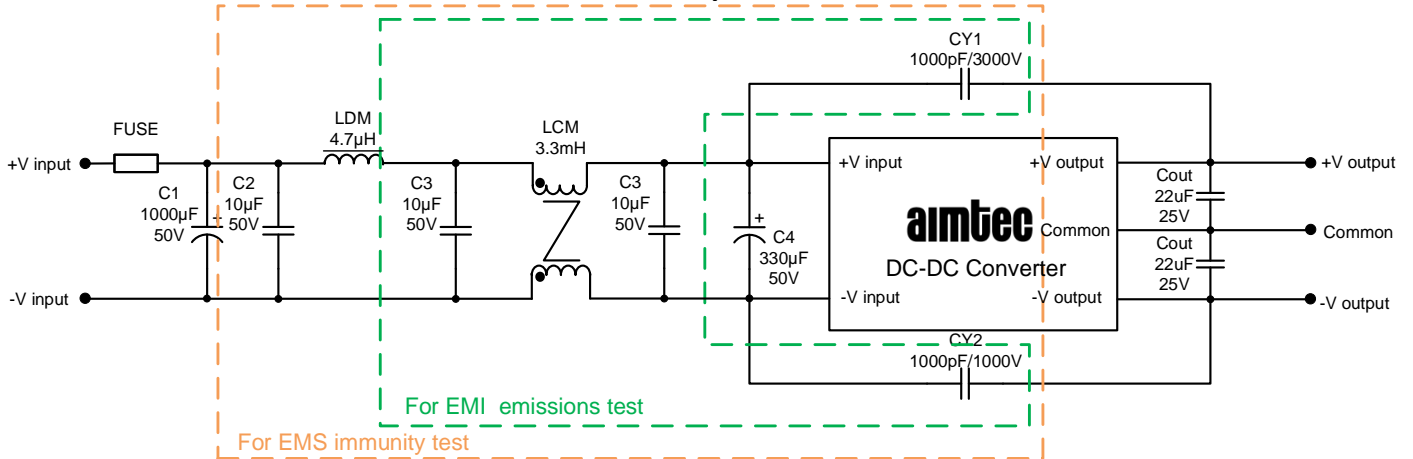 CY1
1000pF/3000V
FUSE
LDM
4.7µH
LCM
3.3mH
+V input
C1
1000µF
50V
+
C2
10µF
50V
C3
10µF
50V
C3
10µF
50V
+
C4
330µF
50V
+V input
+V output
aimtec
Common
DC-DC Converter
-V input
-V output
Cout
22uF
25V
Cout
22uF
25V
+V output
Common
-V output
-V input
CY2
1000pF/1000V
For EMI emissions test
For EMS immunity test